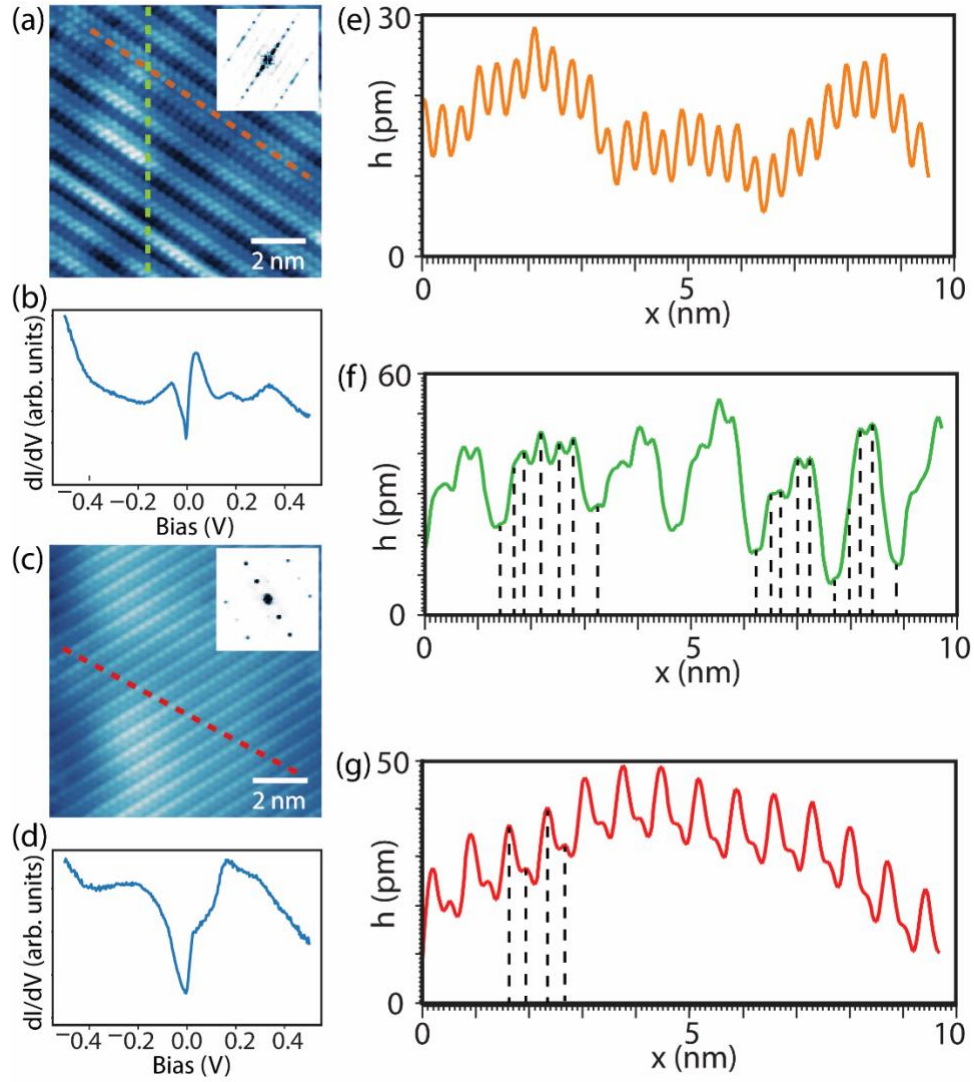 (a)
2 nm
(b)
dI/dV (arb. units)
−0.4 −0.2 0.0 0.2 0.4
Bias (V)
(c)
2 nm
(d)
dI/dV (arb. units)
−0.4 −0.2 0.0 0.2 0.4
Bias (V)
(e)
30
h (pm)
0
0 5 10
x (nm)
(f)
60
h (pm)
0
0 5 10
x (nm)
(g)
50
h (pm)
0
0 5 10
x (nm)